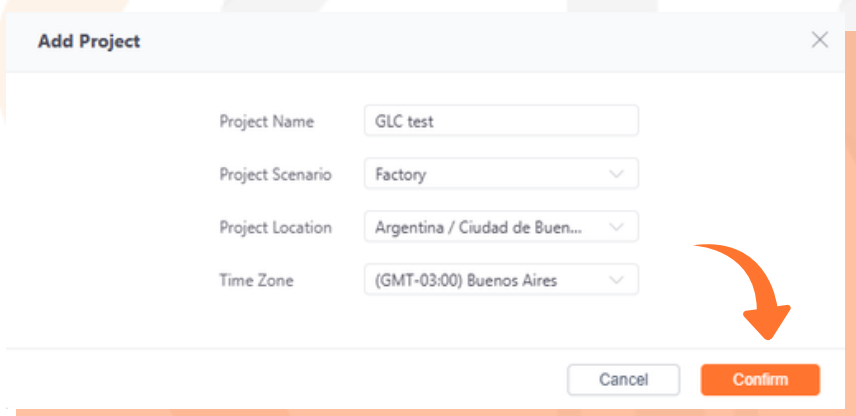 Add Project
Project Name GLC test
Project Scenario Factory
Project Location Argentina / Ciudad de Buen...
Time Zone (GMT-03:00) Buenos Aires
Cancel Confirm